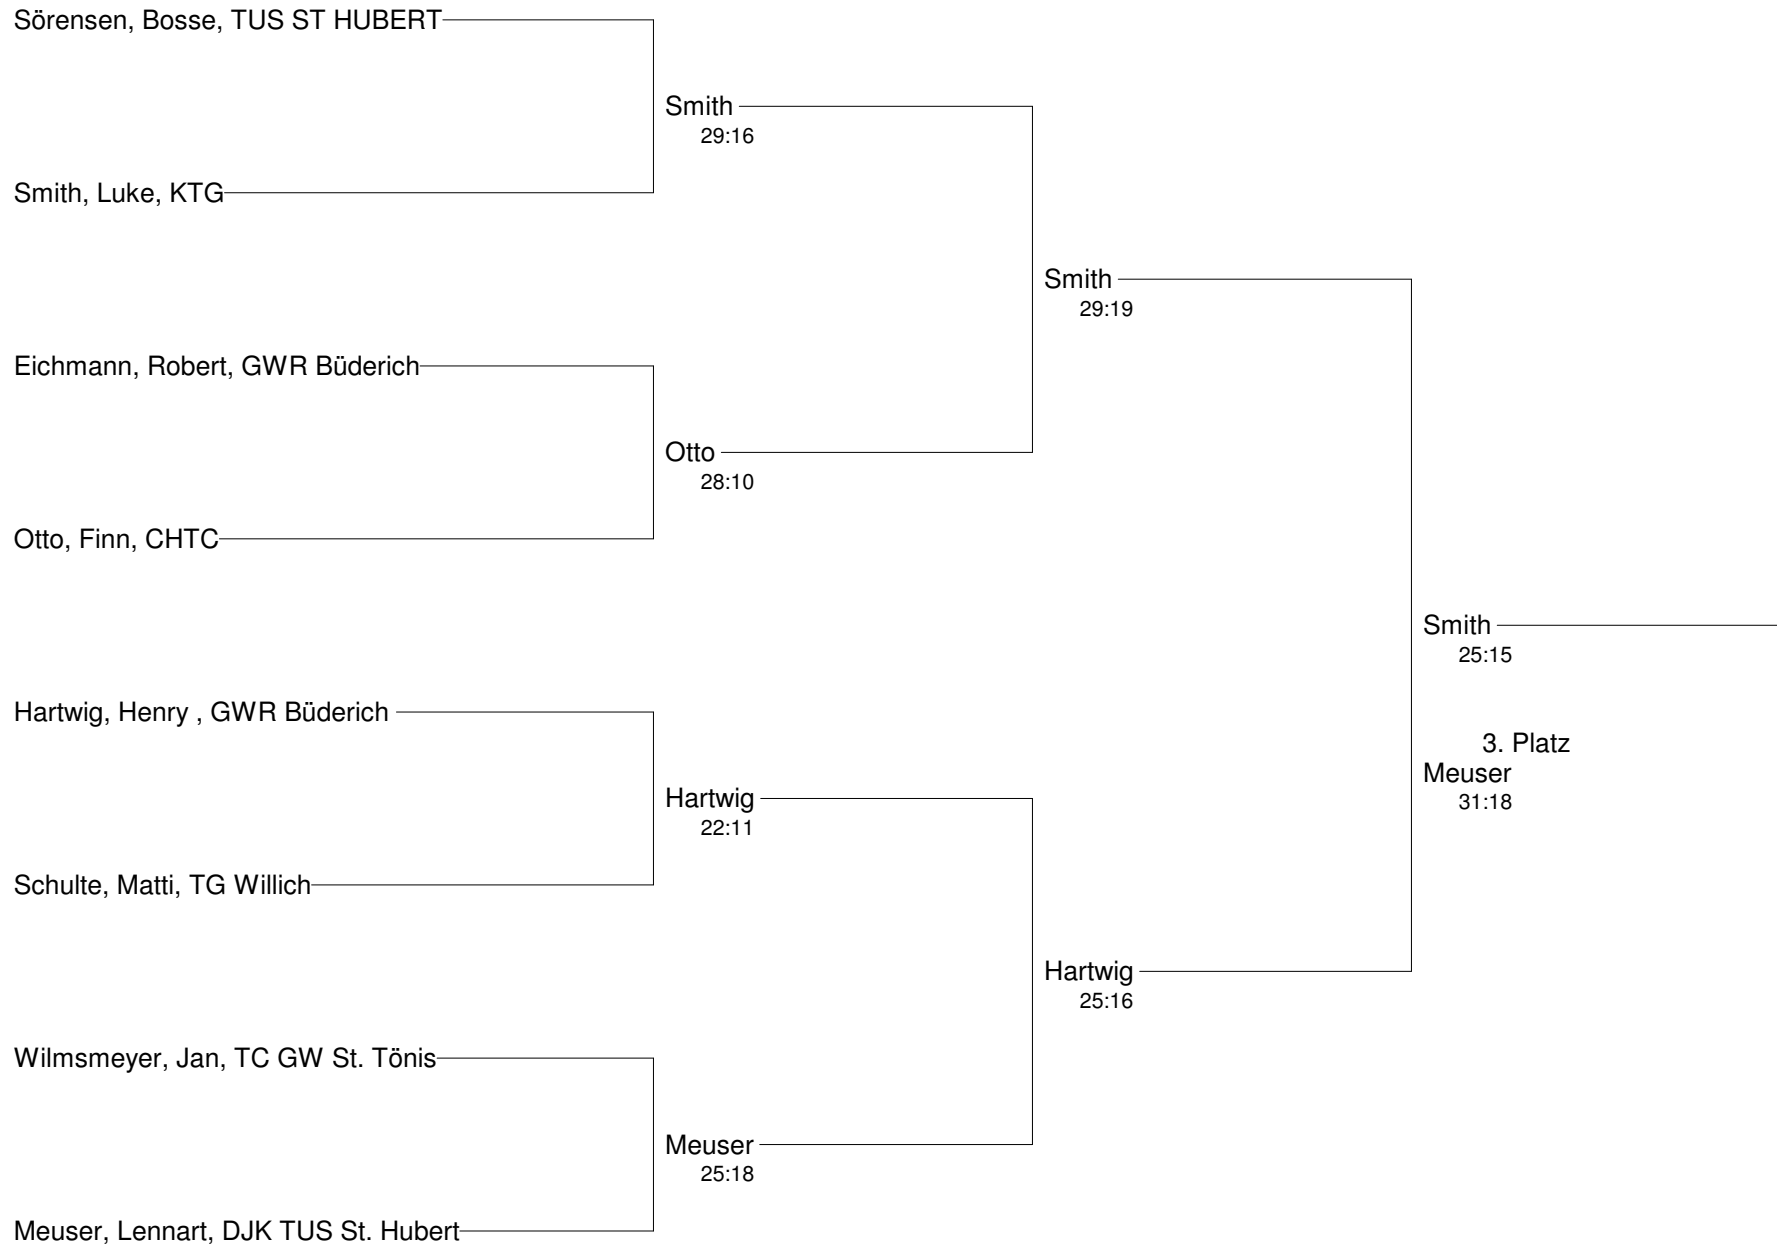 Sörensen, Bosse, TUS ST HUBERT
Smith
29:16
Smith, Luke, KTG
Smith
29:19
Eichmann, Robert, GWR Büderich
Otto
28:10
Otto, Finn, CHTC
Smith
25:15
Hartwig, Henry , GWR Büderich
3. Platz
Meuser
31:18
Hartwig
22:11
Schulte, Matti, TG Willich
Hartwig
25:16
Wilmsmeyer, Jan, TC GW St. Tönis
Meuser
25:18
Meuser, Lennart, DJK TUS St. Hubert